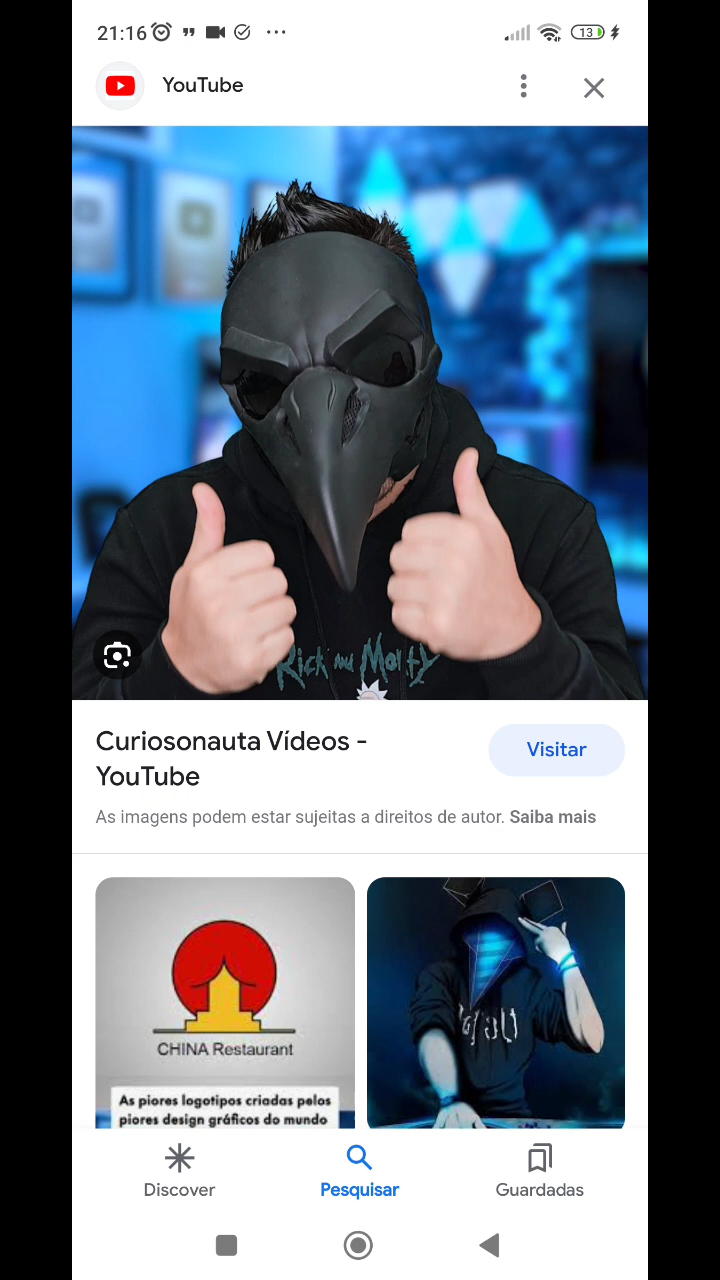 21:16
13
YouTube
Rick and Morty
Curiosonauta Vídeos -
YouTube
Visitar
As imagens podem estar sujeitas a direitos de autor. Saiba mais
CHINA Restaurant
As piores logotipos criadas pelos
piores design gráficos do mundo
Discover
Pesquisar
Guardadas